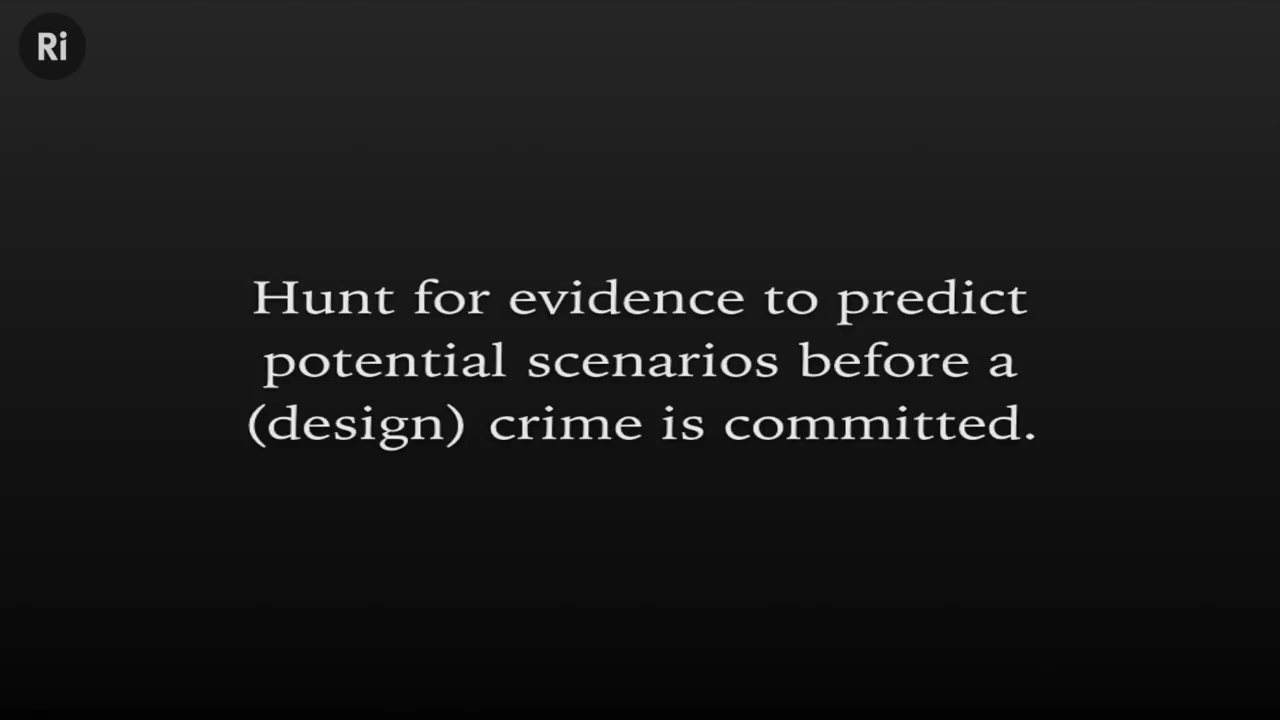 Ri
Hunt for evidence to predict
potential scenarios before a
(design) crime is committed.